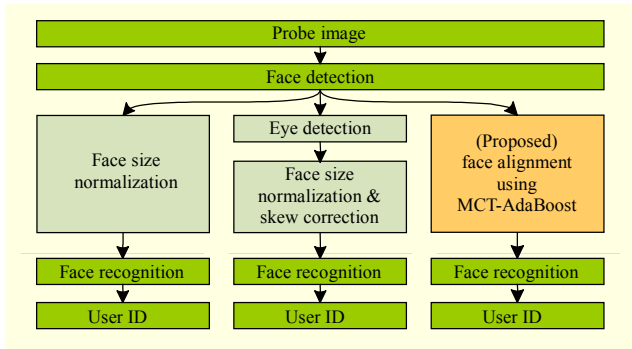 Probe image
Face detection
Face size
normalization
Eye detection
Face size
normalization &
skew correction
(Proposed)
face alignment
using
MCT-AdaBoost
Face recognition
Face recognition
Face recognition
User ID
User ID
User ID